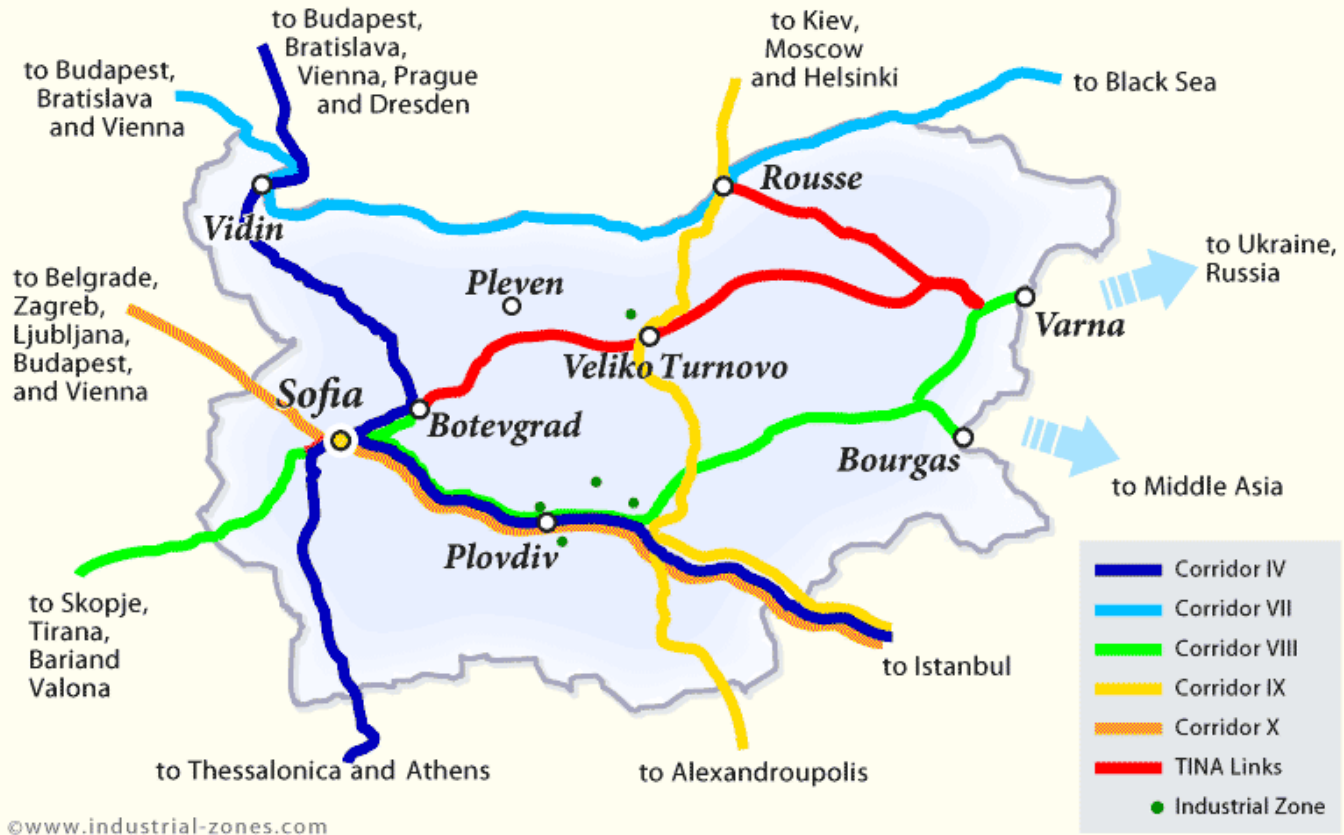 to Budapest,
Bratislava,
Vienna, Prague
and Dresden
to Budapest,
Bratislava
and Vienna
to Kiev,
Moscow
and Helsinki
to Black Sea
Rousse
Vidin
to Ukraine,
Russia
to Belgrade,
Zagreb,
Ljubljana,
Budapest,
and Vienna
Pleven
Varna
Veliko Turnovo
Sofia
Botevgrad
Bourgas
to Middle Asia
Plovdiv
to Skopje,
Tirana,
Bariand
Valona
to Istanbul
to Thessalonica and Athens
to Alexandroupolis
Corridor IV
Corridor VII
Corridor VIII
Corridor IX
Corridor X
TINA Links
Industrial Zone
©www.industrial-zones.com